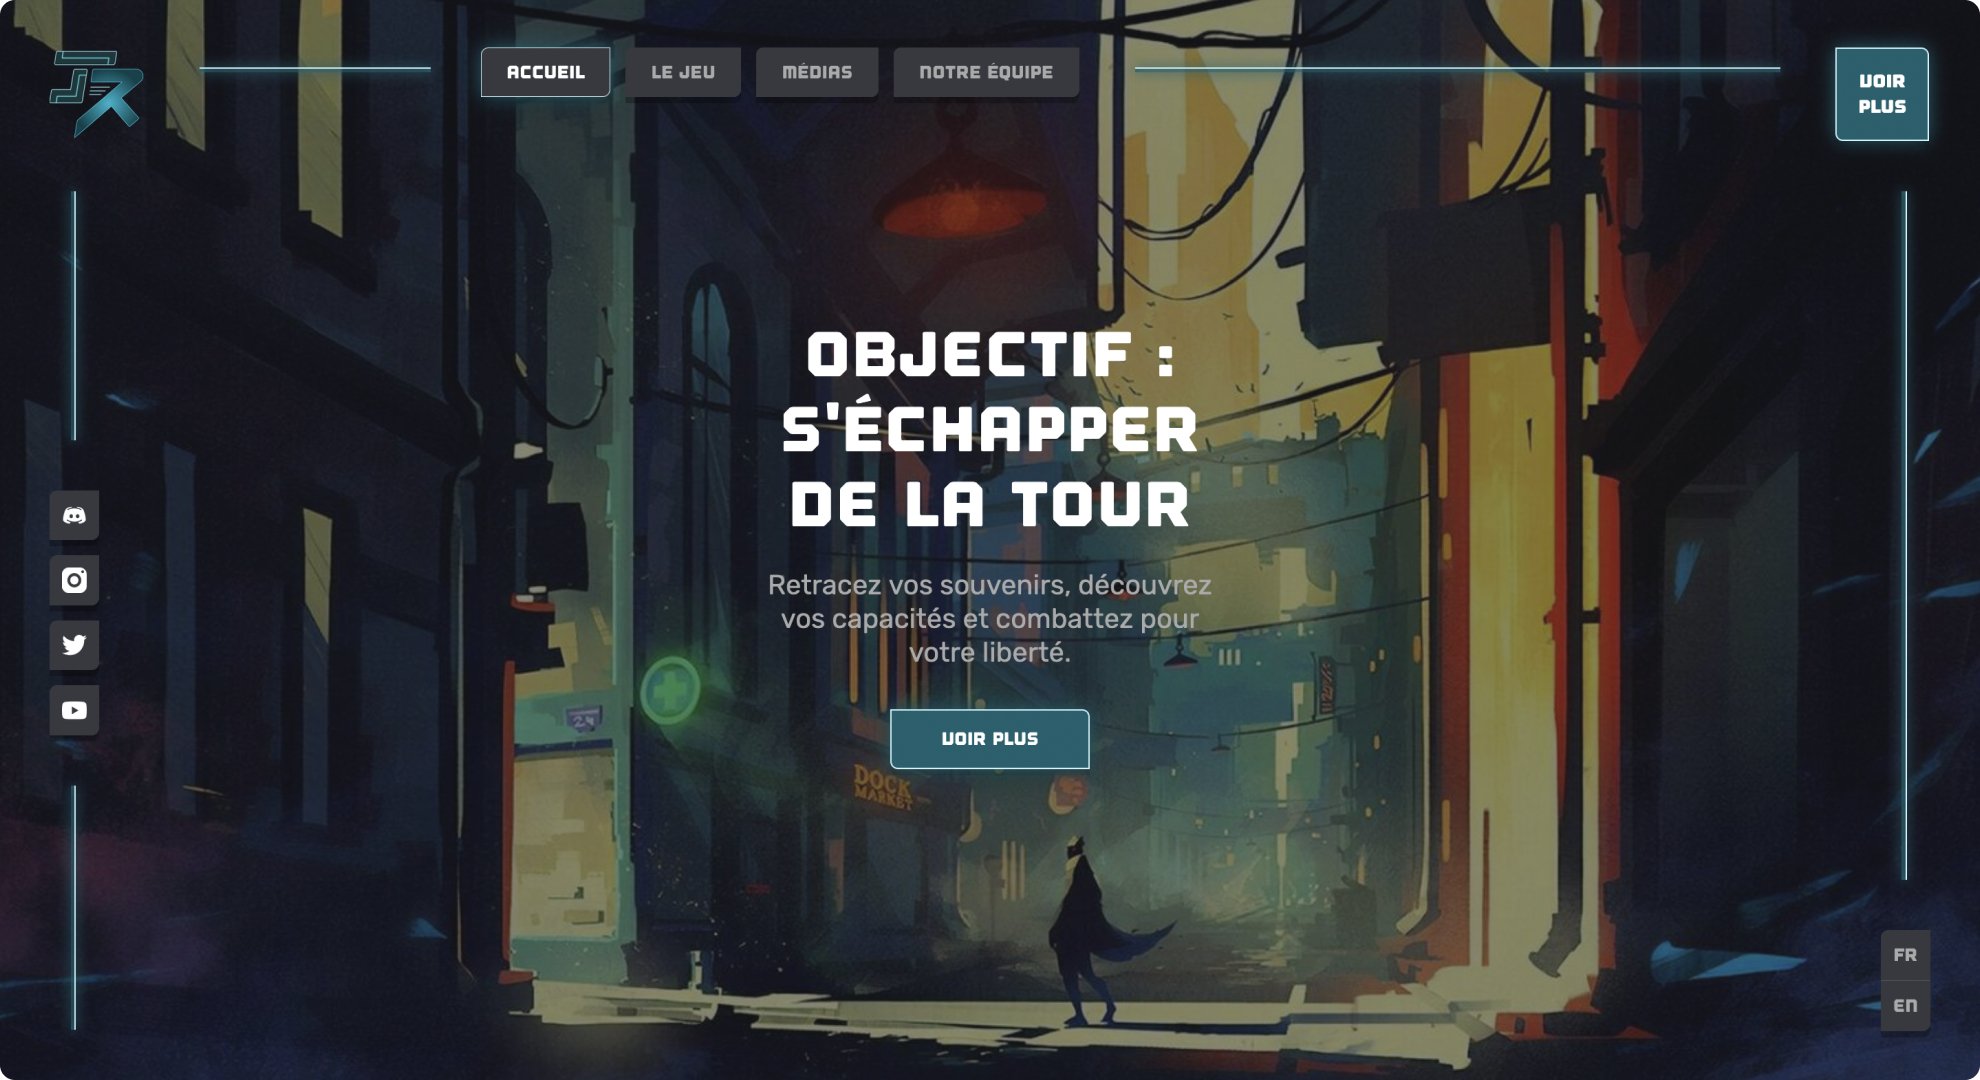 ACCUEIL
LE JEU
MÉDIAS
NOTRE ÉQUIPE
VOIR
PLUS
OBJECTIF :
S'ÉCHAPPER
DE LA TOUR
Retracez vos souvenirs, découvrez
vos capacités et combattez pour
votre liberté.
VOIR PLUS
24
DOCK
MARKET
FR
EN